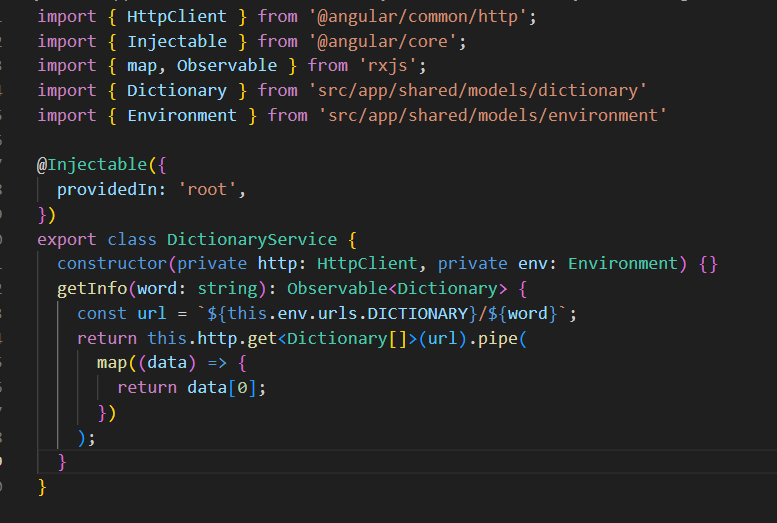 import { HttpClient } from '@angular/common/http';
import { Injectable } from '@angular/core';
import { map, Observable } from 'rxjs';
import { Dictionary } from 'src/app/shared/models/dictionary'
import { Environment } from 'src/app/shared/models/environment'

@Injectable({
  providedIn: 'root',
})
export class DictionaryService {
  constructor(private http: HttpClient, private env: Environment) {}
  getInfo(word: string): Observable<Dictionary> {
    const url = `${this.env.urls.DICTIONARY}/${word}`;
    return this.http.get<Dictionary[]>(url).pipe(
      map((data) => {
        return data[0];
      })
    );
  }
}